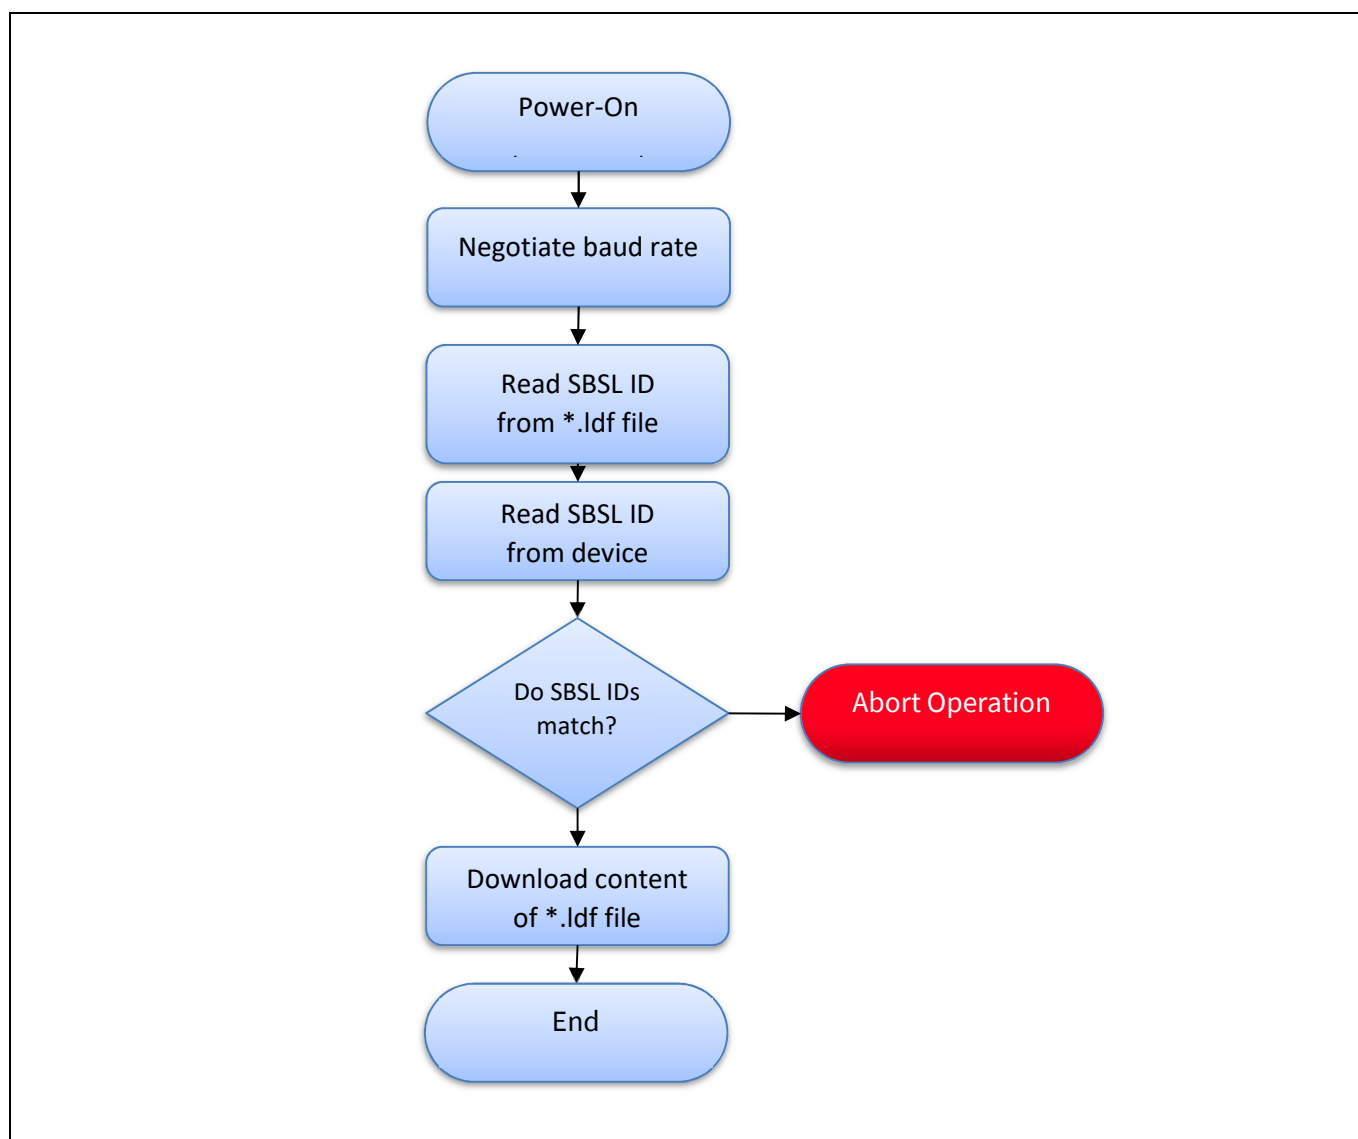 Power-On
Negotiate baud rate
Read SBSL ID
from *.ldf file
Read SBSL ID
from device
Do SBSL IDs
match?
Abort Operation
Download content
of *.ldf file
End